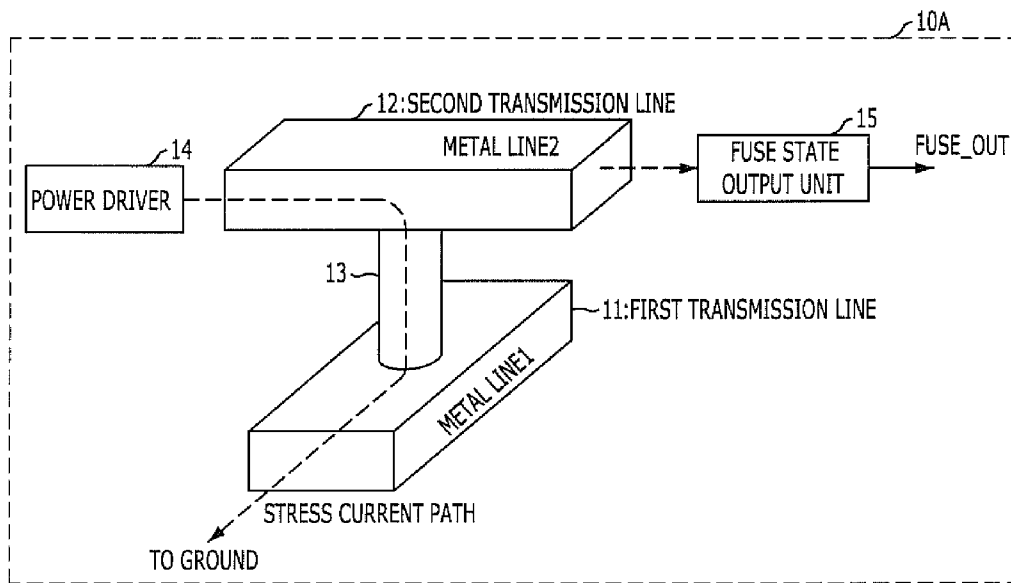 10A
12:SECOND TRANSMISSION LINE
15
14
METAL LINE2
FUSE STATE
OUTPUT UNIT
FUSE_OUT
POWER DRIVER
13
11:FIRST TRANSMISSION LINE
METAL LINE1
STRESS CURRENT PATH
TO GROUND